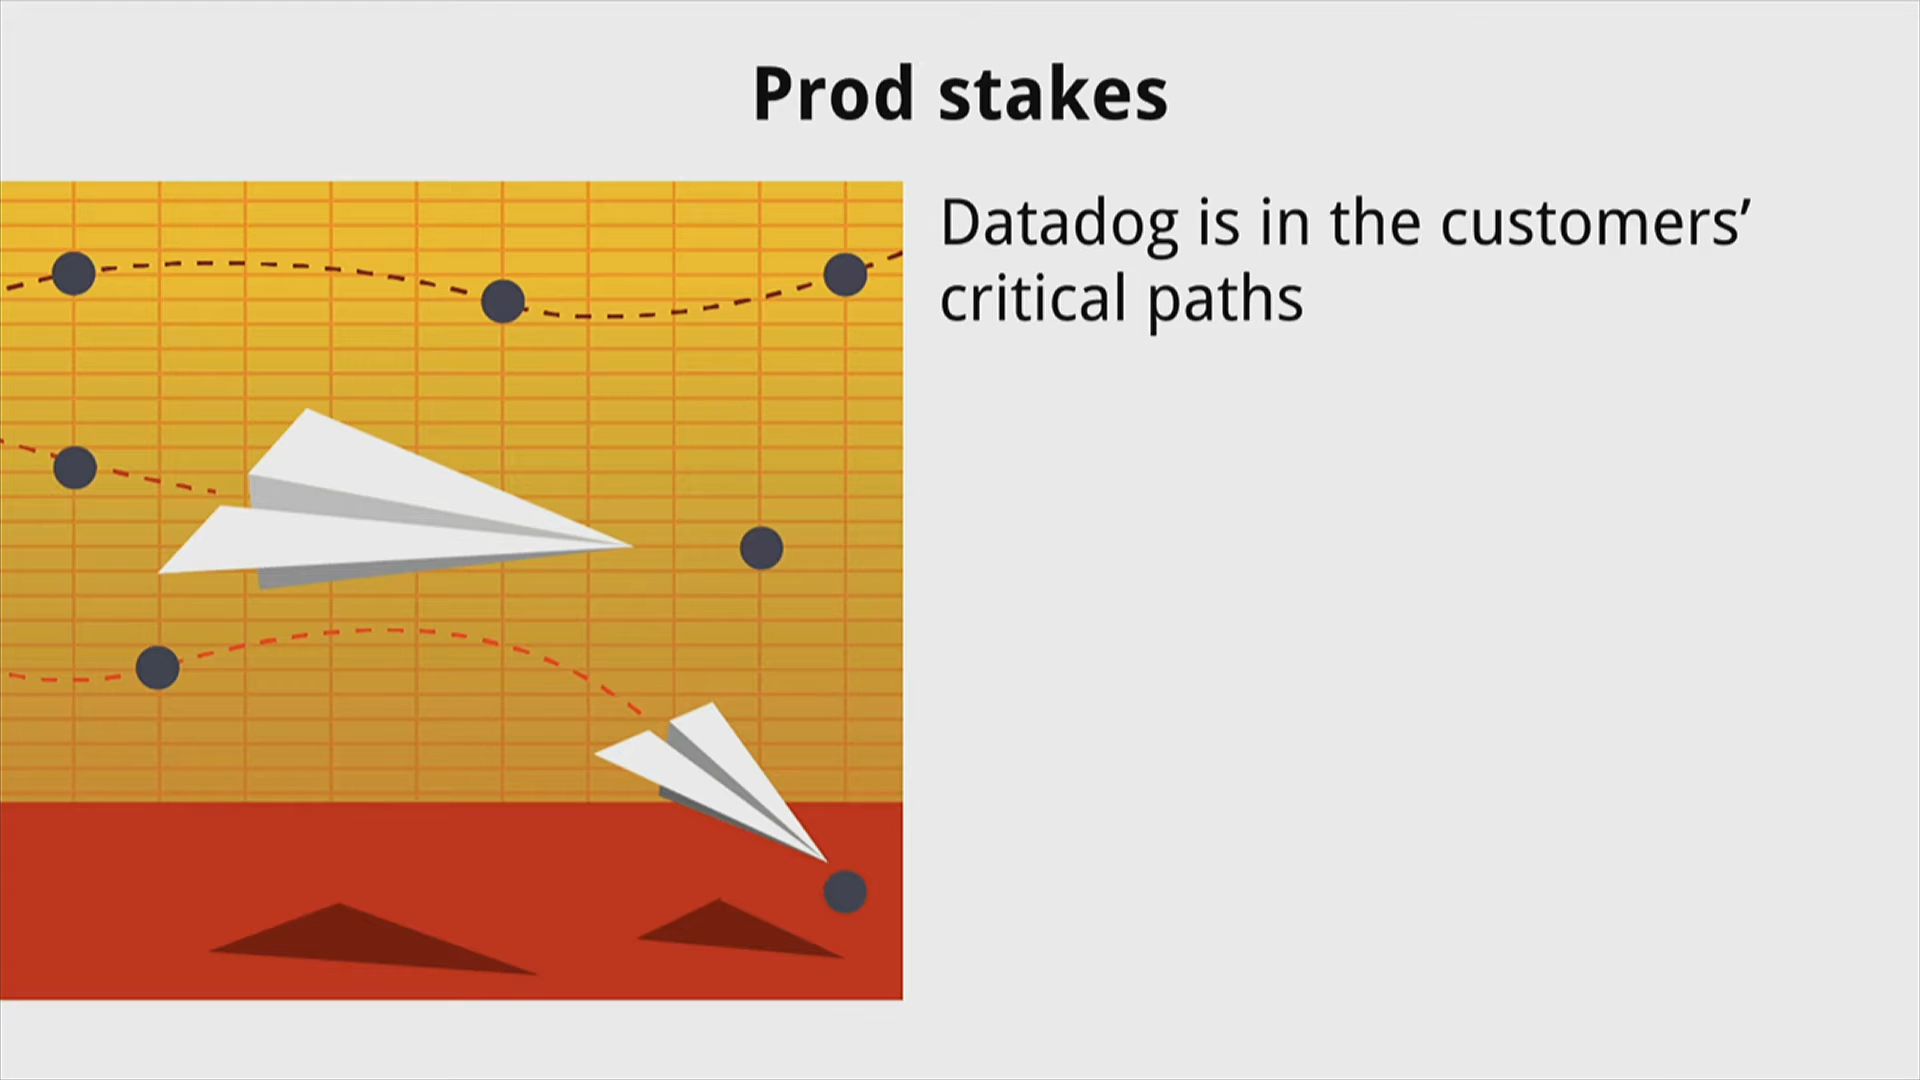 Prod stakes
Datadog is in the customers’
critical paths